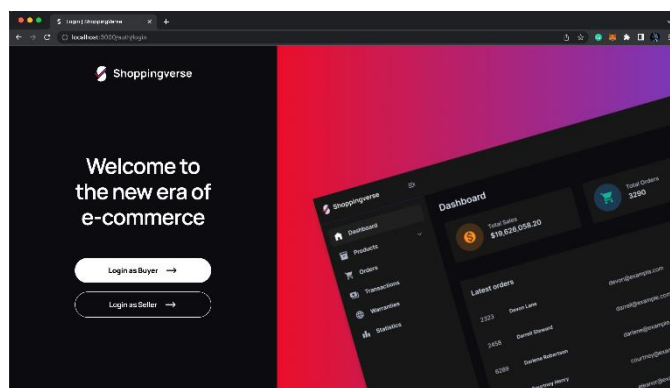 Login | Shoppingverse
localhost:3000/auth/login
Shoppingverse
Welcome to
the new era of
e-commerce
Login as Buyer →
Login as Seller →
Shoppingverse
Dashboard
Products
Orders
Transactions
Warranties
Statistics
Dashboard
Total Sales
$19,626,058.20
Total Orders
3290
Latest orders
2323 Devon Lane devon@example.com
2456 Darrell Steward darrell@example.com
6289 Darlene Robertson darlene@example.com
Courtney Henry